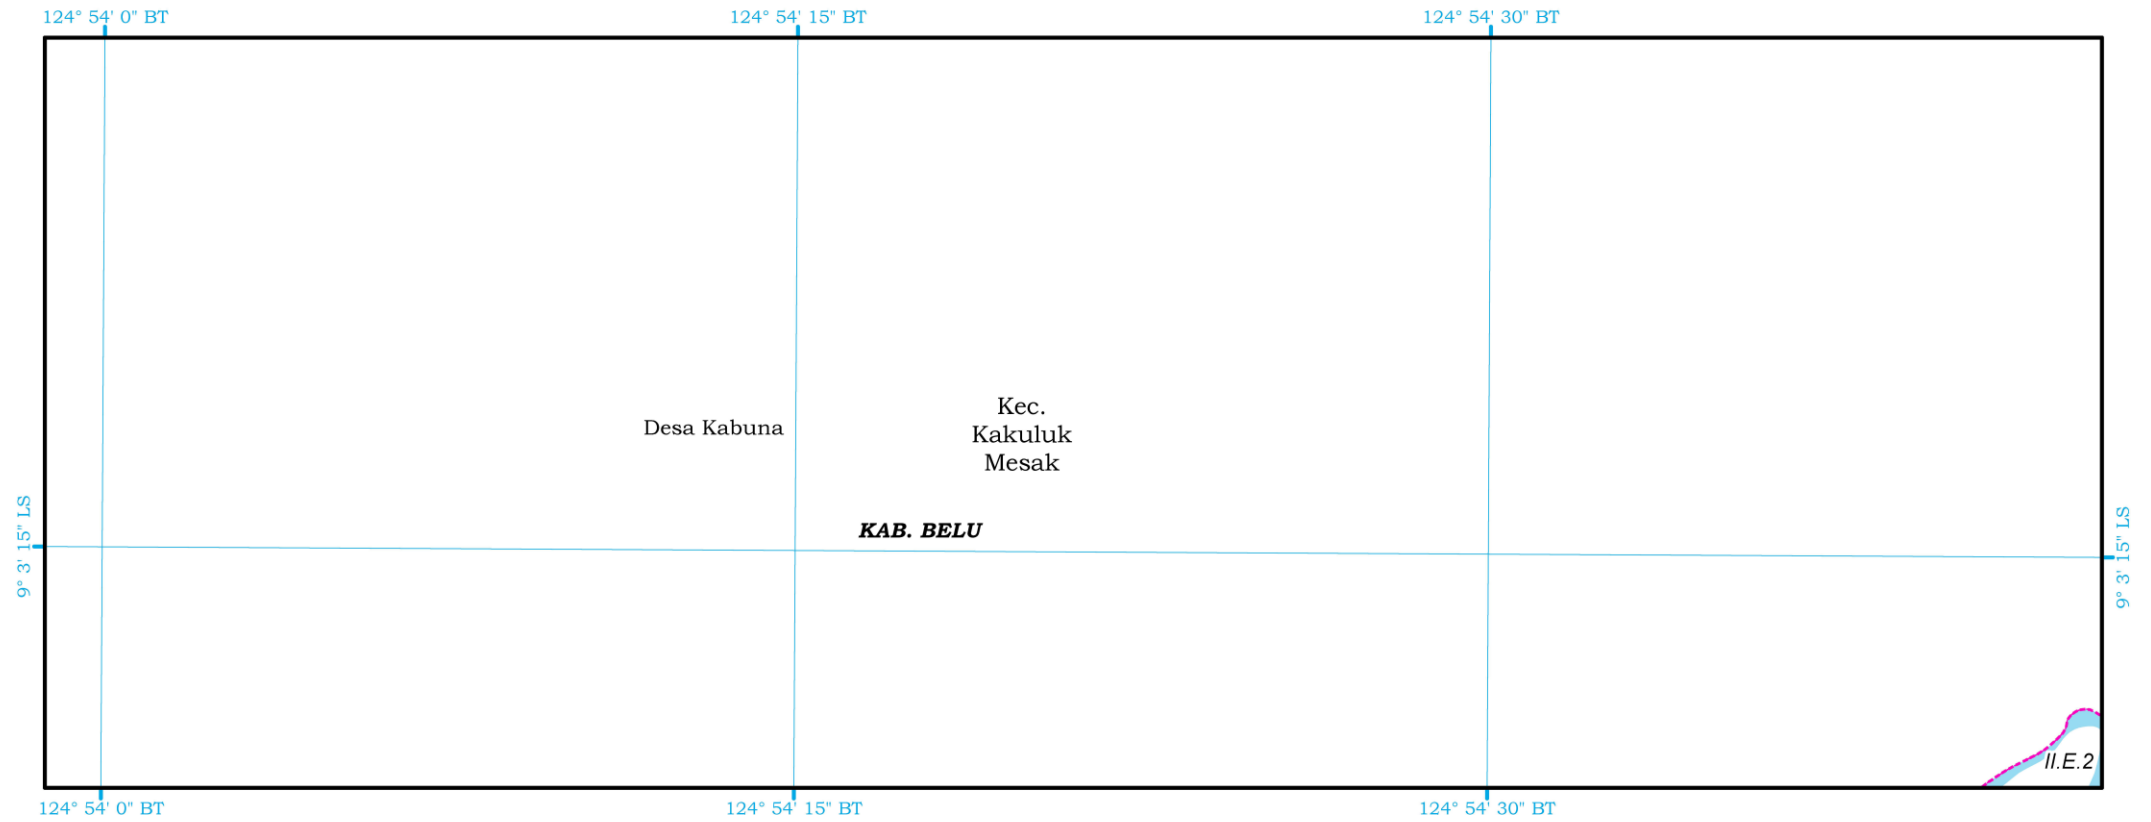 124° 54' 0" BT
124° 54' 15" BT
124° 54' 30" BT
Kec.
Kakuluk
Mesak
Desa Kabuna
KAB. BELU
9° 3' 15" LS
9° 3' 15" LS
II.E.2
124° 54' 0" BT
124° 54' 15" BT
124° 54' 30" BT